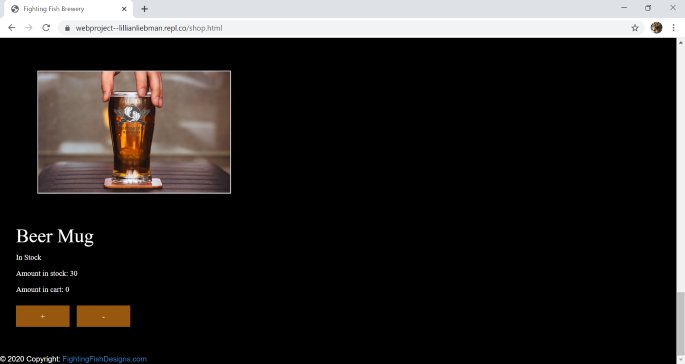 Fighting Fish Brewery
webproject--lillianliebman.repl.co/shop.html
Beer Mug
In Stock
Amount in stock: 30
Amount in cart: 0
+ -
© 2020 Copyright: FightingFishDesigns.com